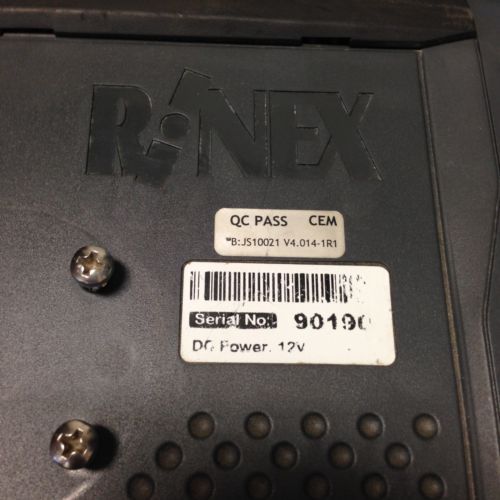 RiNEX
QC PASS CEM
B:JS10021 V4.014-1R1
Serial No:
DC Power. 12V